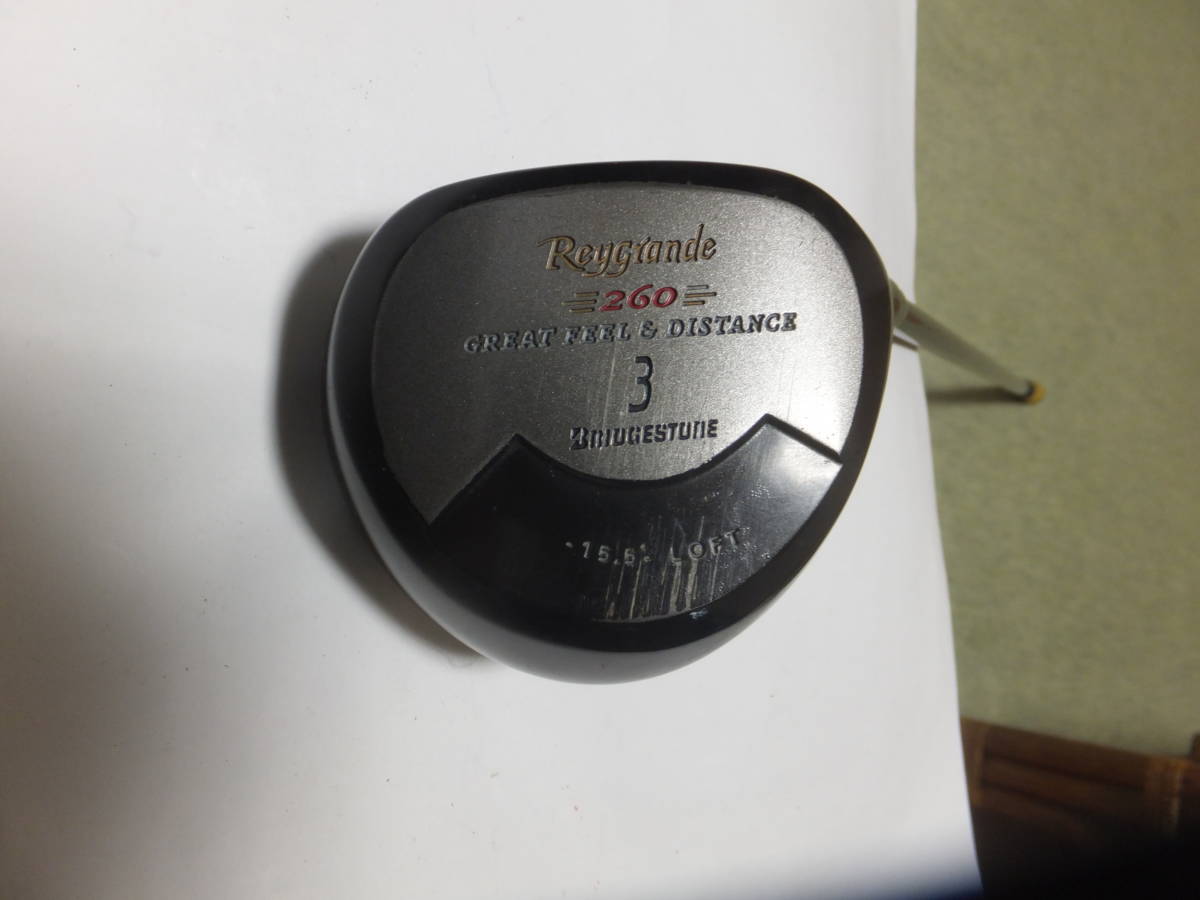 Reygrande
260
GREAT FEEL & DISTANCE
3
BRIDGESTONE
15.5° LOFT